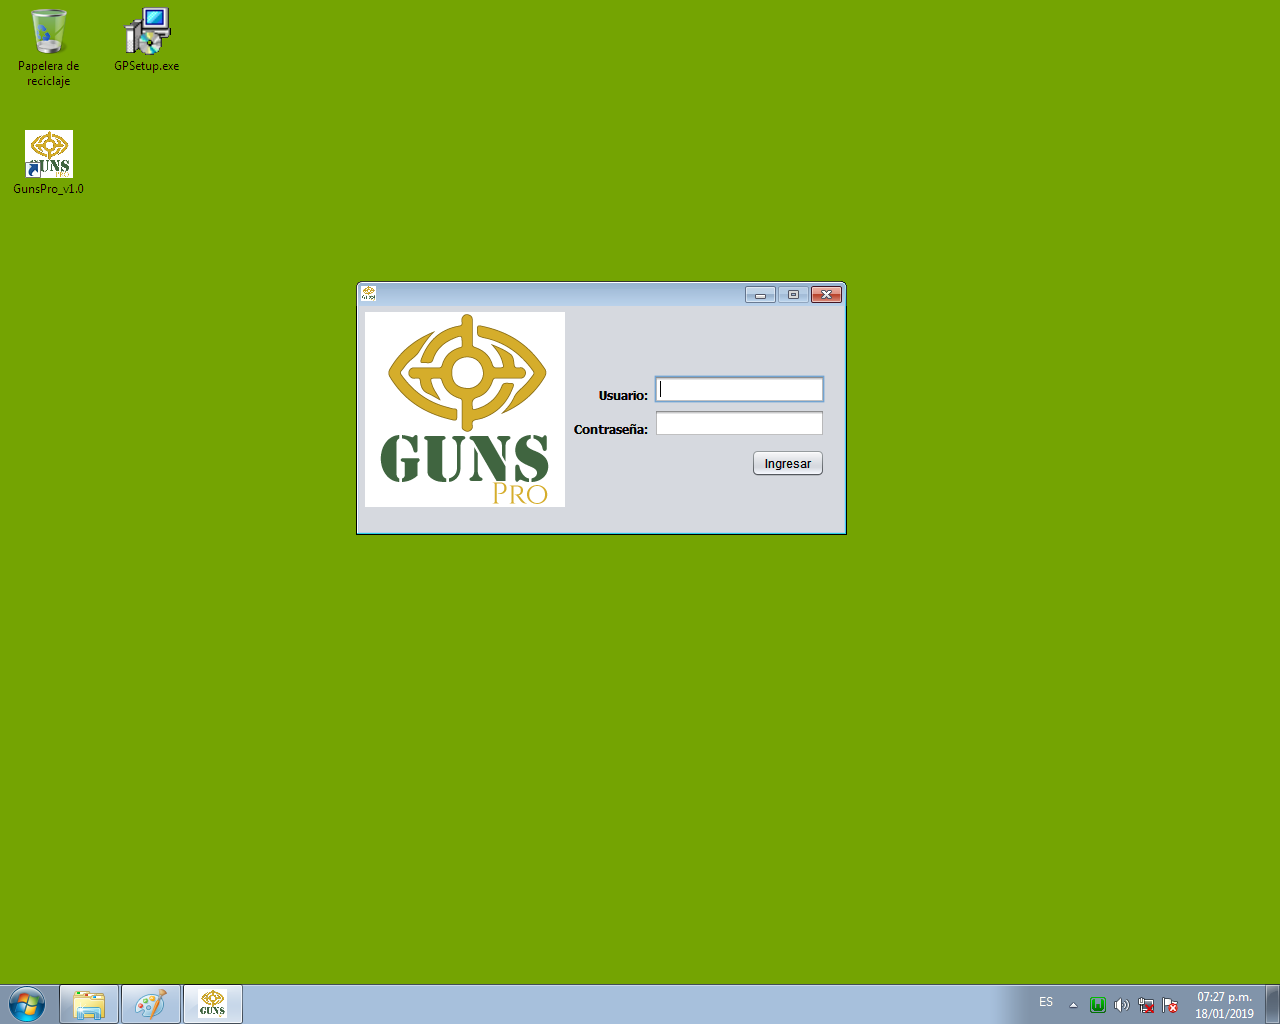 Papelera de
reciclaje
GPSetup.exe
GUNS
PRO
GunsPro_v1.0
GUNS
PRO
Usuario:
Contraseña:
Ingresar
GUNS
ES
07:27 p.m.
18/01/2019